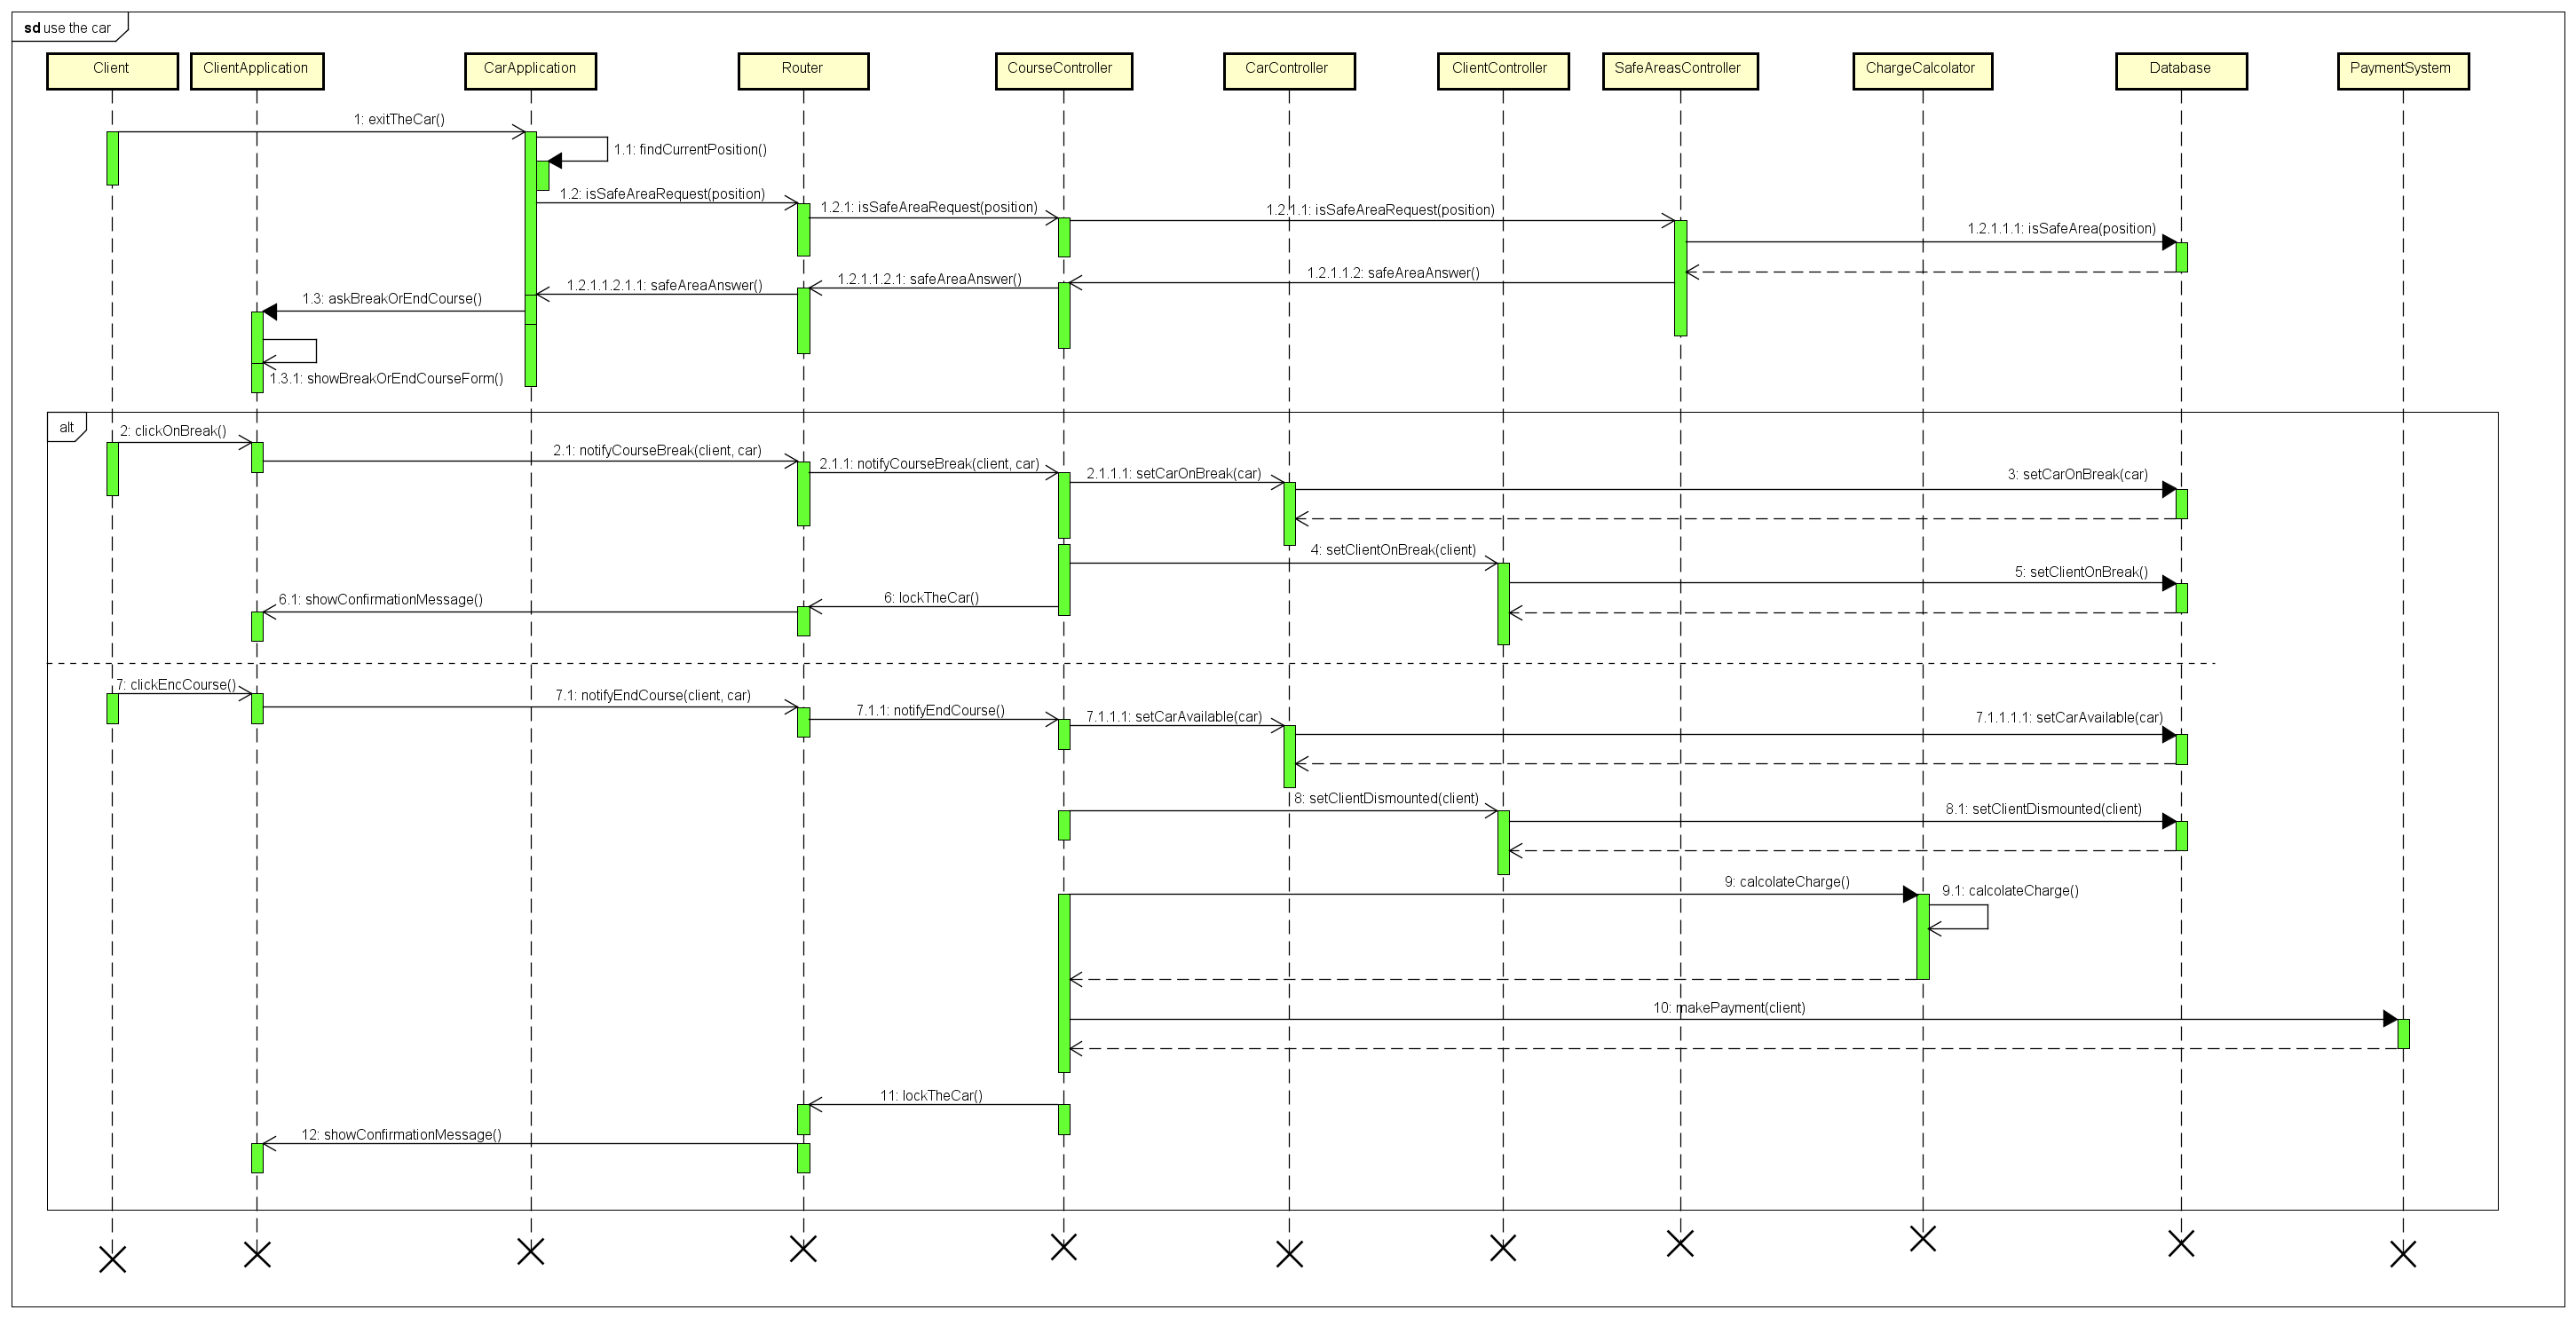 sd use the car
Client
ClientApplication
CarApplication
Router
CourseController
CarController
ClientController
SafeAreasController
ChargeCalcolator
Database
PaymentSystem
1: exitTheCar()
1.1: findCurrentPosition()
1.2: isSafeAreaRequest(position)
1.2.1: isSafeAreaRequest(position)
1.2.1.1: isSafeAreaRequest(position)
1.2.1.1.1: isSafeArea(position)
1.2.1.1.2: safeAreaAnswer()
1.2.1.1.2.1: safeAreaAnswer()
1.2.1.1.2.1.1: safeAreaAnswer()
1.3: askBreakOrEndCourse()
1.3.1: showBreakOrEndCourseForm()
alt
2: clickOnBreak()
2.1: notifyCourseBreak(client, car)
2.1.1: notifyCourseBreak(client, car)
2.1.1.1: setCarOnBreak(car)
3: setCarOnBreak(car)
4: setClientOnBreak(client)
5: setClientOnBreak()
6: lockTheCar()
6.1: showConfirmationMessage()
7: clickEncCourse()
7.1: notifyEndCourse(client, car)
7.1.1: notifyEndCourse()
7.1.1.1: setCarAvailable(car)
7.1.1.1.1: setCarAvailable(car)
8: setClientDismounted(client)
8.1: setClientDismounted(client)
9: calcolateCharge()
9.1: calcolateCharge()
10: makePayment(client)
11: lockTheCar()
12: showConfirmationMessage()